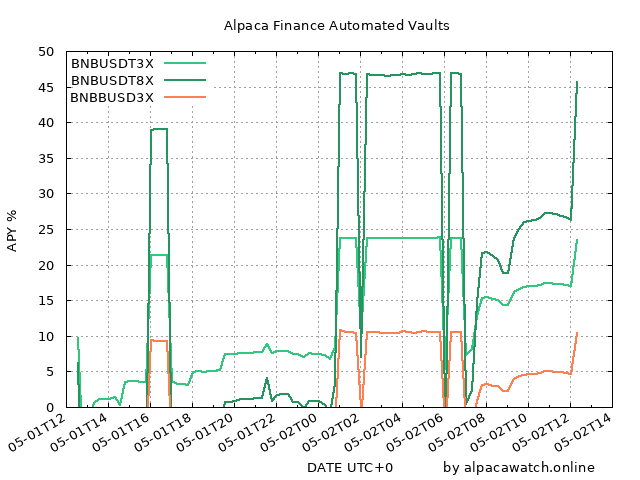 Alpaca Finance Automated Vaults
BNBUSDT3X
BNBUSDT8X
BNBBUSD3X
50
45
40
35
30
25
20
15
10
5
0
APY %
05-01T12
05-01T14
05-01T16
05-01T18
05-01T20
05-01T22
05-02T00
05-02T02
05-02T04
05-02T06
05-02T08
05-02T10
05-02T12
05-02T14
DATE UTC+0
by alpacawatch.online